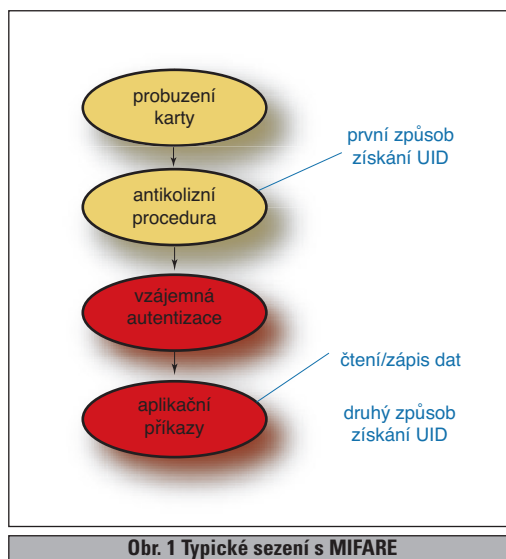 probuzení
karty
první způsob
získání UID
antikolizní
procedura
vzájemná
autentizace
čtení/zápis dat
aplikační
příkazy
druhý způsob
získání UID
Obr. 1 Typické sezení s MIFARE